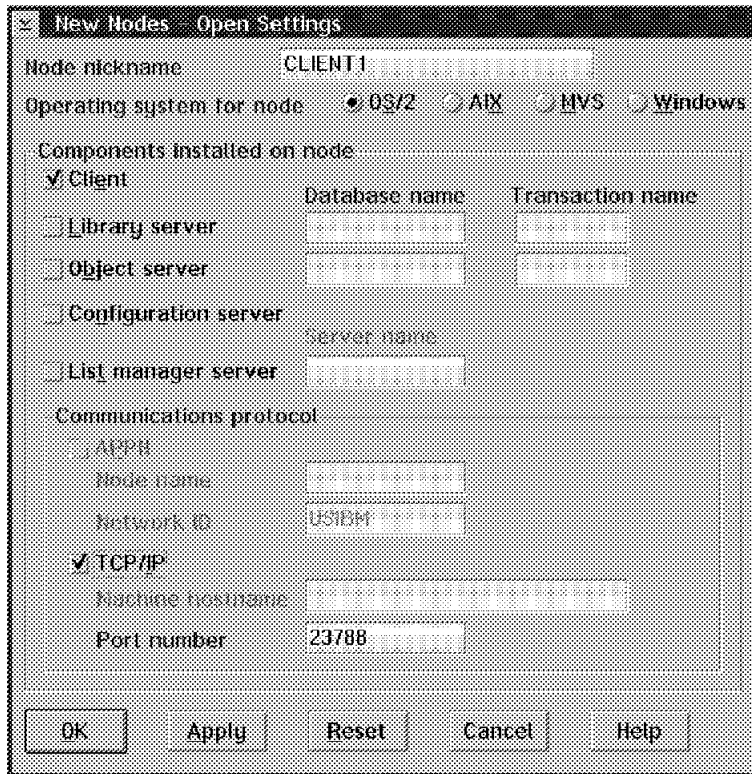 New Nodes - Open Settings
Node nickname CLIENT1
Operating system for node OS/2 AIX MVS Windows
Components installed on node
Client
Database name Transaction name
Library server
Object server
Configuration server
Server name
List manager server
Communications protocol
APPN
Node name
Network ID USIBM
TCP/IP
Machine hostname
Port number 23788
OK Apply Reset Cancel Help